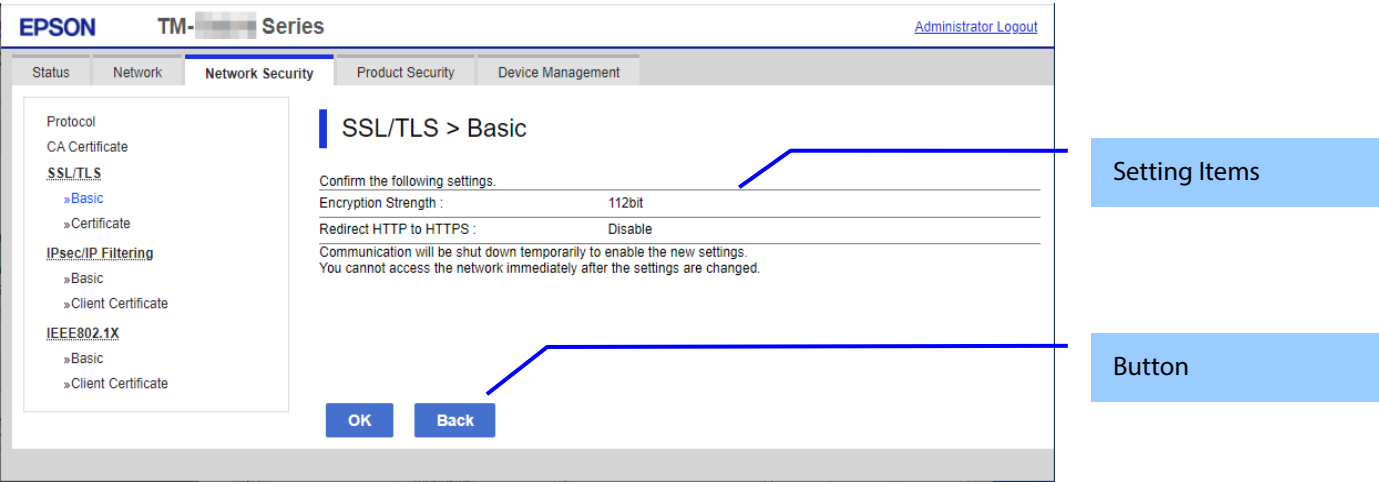 EPSON TM- Series Administrator Logout
Status Network Network Security Product Security Device Management
Protocol
CA Certificate
SSL/TLS
»Basic
»Certificate
IPsec/IP Filtering
»Basic
»Client Certificate
IEEE802.1X
»Basic
»Client Certificate
SSL/TLS > Basic
Confirm the following settings.
Encryption Strength : 112bit
Redirect HTTP to HTTPS : Disable
Communication will be shut down temporarily to enable the new settings.
You cannot access the network immediately after the settings are changed.
OK Back
Setting Items
Button